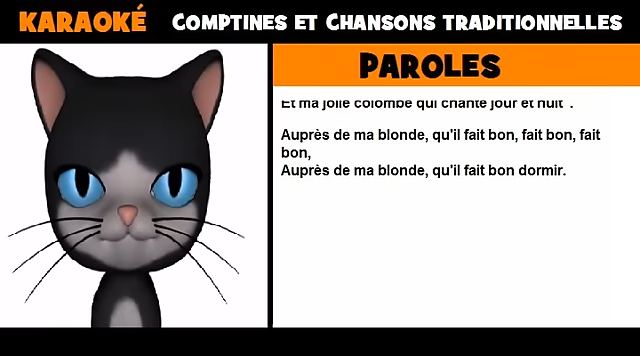 KARAOKÉ COMPTINES ET CHANSONS TRADITIONNELLES
PAROLES
Et ma jolie colombe qui chante jour et nuit .
Auprès de ma blonde, qu'il fait bon, fait bon, fait
bon,
Auprès de ma blonde, qu'il fait bon dormir.